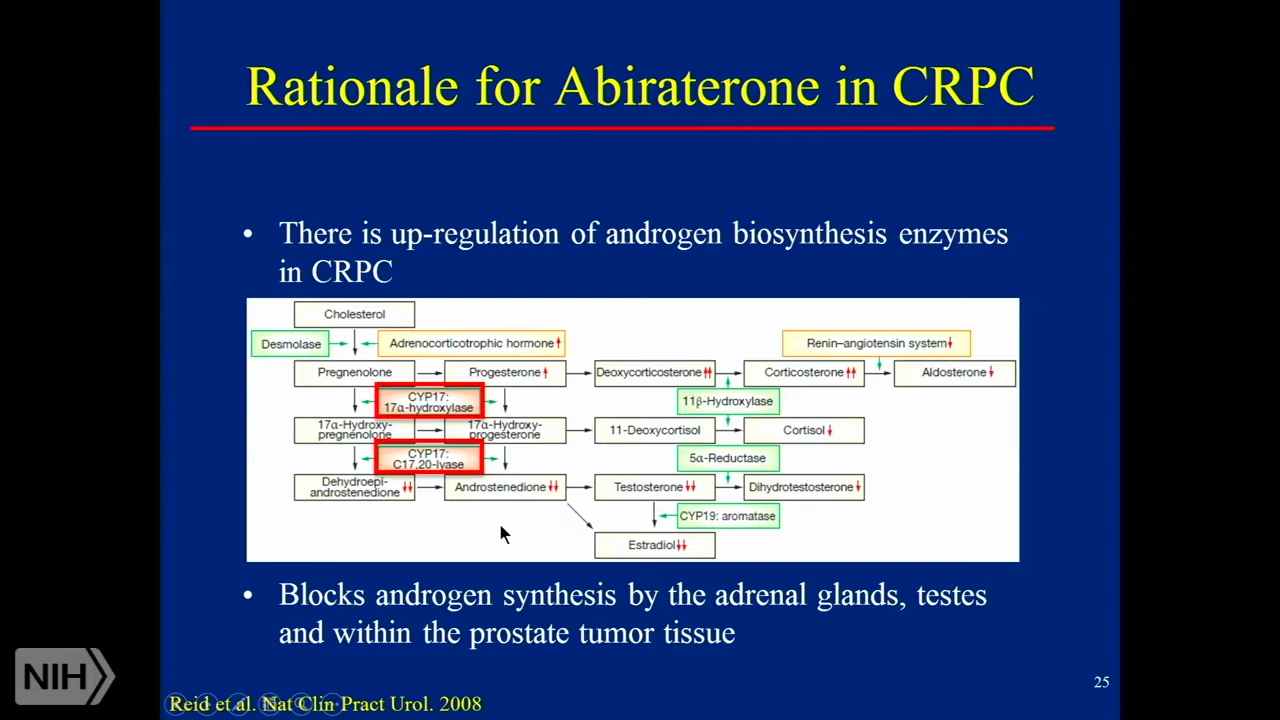 Rationale for Abiraterone in CRPC
• There is up-regulation of androgen biosynthesis enzymes
in CRPC
Cholesterol
Desmolase
Adrenocorticotrophic hormone↑
Renin–angiotensin system↓
Pregnenolone
Progesterone↑
Deoxycorticosterone↑↑
Corticosterone↑↑
Aldosterone↓
CYP17:
17α-hydroxylase
11β-Hydroxylase
17α-Hydroxy-
pregnenolone
17α-Hydroxy-
progesterone
11-Deoxycortisol
Cortisol↓
CYP17:
C17,20-lyase
5α-Reductase
Dehydroepi-
androstenedione↓↓
Androstenedione↓↓
Testosterone↓↓
Dihydrotestosterone↓
CYP19: aromatase
Estradiol↓↓
• Blocks androgen synthesis by the adrenal glands, testes
and within the prostate tumor tissue
NIH
25
Reid et al. Nat Clin Pract Urol. 2008